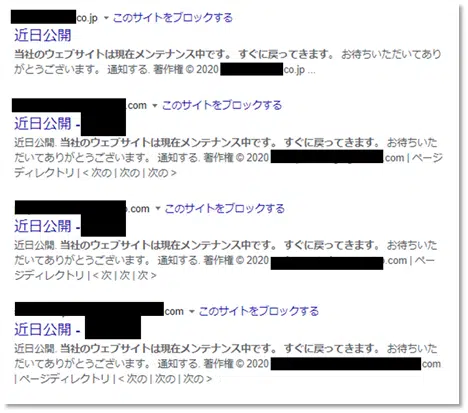 co.jp ▼ このサイトをブロックする
近日公開
当社のウェブサイトは現在メンテナンス中です。 すぐに戻ってきます。 お待ちいただいてあり
がとうございます。 通知する. 著作権 © 2020 co.jp ...
.com ▼ このサイトをブロックする
近日公開 -
近日公開. 当社のウェブサイトは現在メンテナンス中です。 すぐに戻ってきます。 お待ちいた
だいてありがとうございます。 通知する. 著作権 © 2020 .com | ページ
ディレクトリ | < 次の | 次の | 次の >
.com ▼ このサイトをブロックする
近日公開 -
近日公開. 当社のウェブサイトは現在メンテナンス中です。 すぐに戻ってきます。 お待ちいた
だいてありがとうございます。 通知する. 著作権 © 2020 .com | ペー
ジディレクトリ | < 次 | 次 | 次 >
.com ▼ このサイトをブロックする
近日公開 -
近日公開. 当社のウェブサイトは現在メンテナンス中です。 すぐに戻ってきます。 お待ちいた
だいてありがとうございます。 通知する. 著作権 © 2020 com
| ページディレクトリ | < 次の | 次の | 次の >